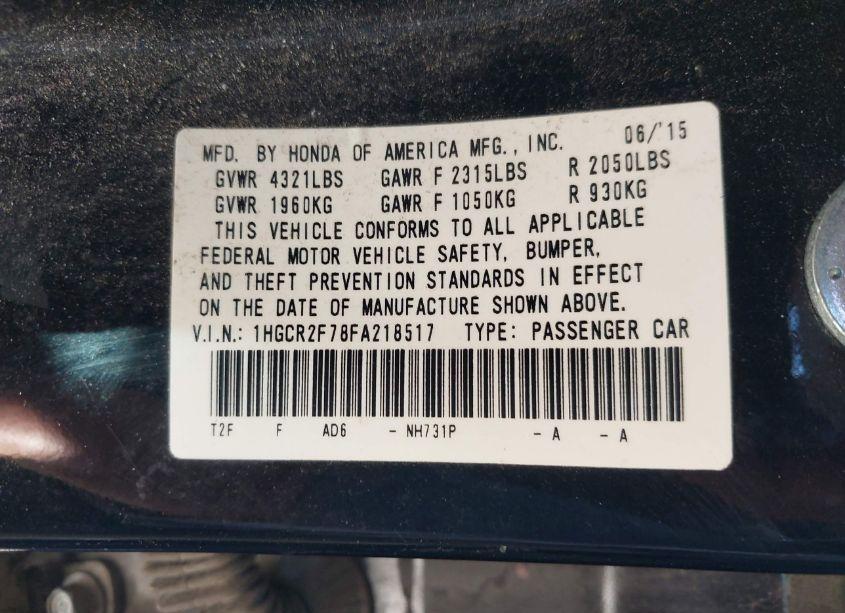 MFD. BY HONDA OF AMERICA MFG., INC. 06/'15
GVWR 4321LBS GAWR F 2315LBS R 2050LBS
GVWR 1960KG GAWR F 1050KG R 930KG
THIS VEHICLE CONFORMS TO ALL APPLICABLE
FEDERAL MOTOR VEHICLE SAFETY, BUMPER,
AND THEFT PREVENTION STANDARDS IN EFFECT
ON THE DATE OF MANUFACTURE SHOWN ABOVE.
V.I.N.: 1HGCR2F78FA218517 TYPE: PASSENGER CAR
T2F F AD6 - NH731P - A - A